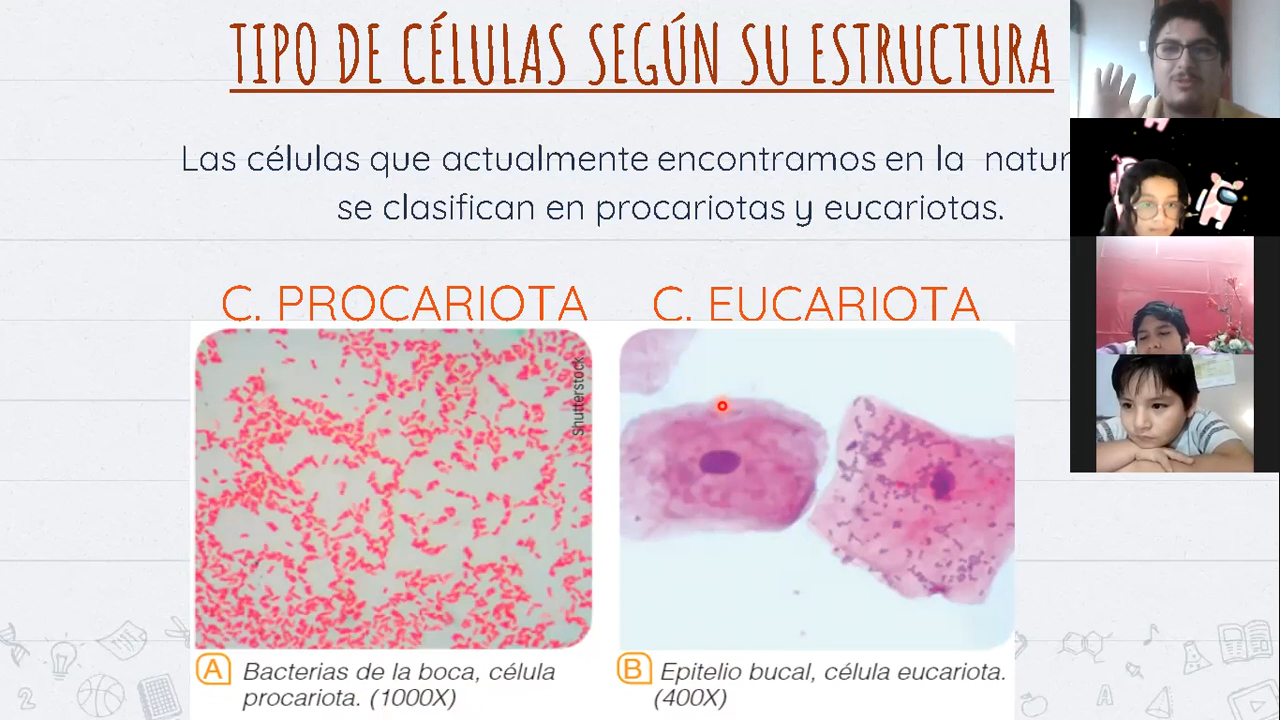 TIPO DE CÉLULAS SEGÚN SU ESTRUCTURA
Las células que actualmente encontramos en la natur
se clasifican en procariotas y eucariotas.
C. PROCARIOTA
C. EUCARIOTA
Shutterstock
A Bacterias de la boca, célula
procariota. (1000X)
B Epitelio bucal, célula eucariota.
(400X)